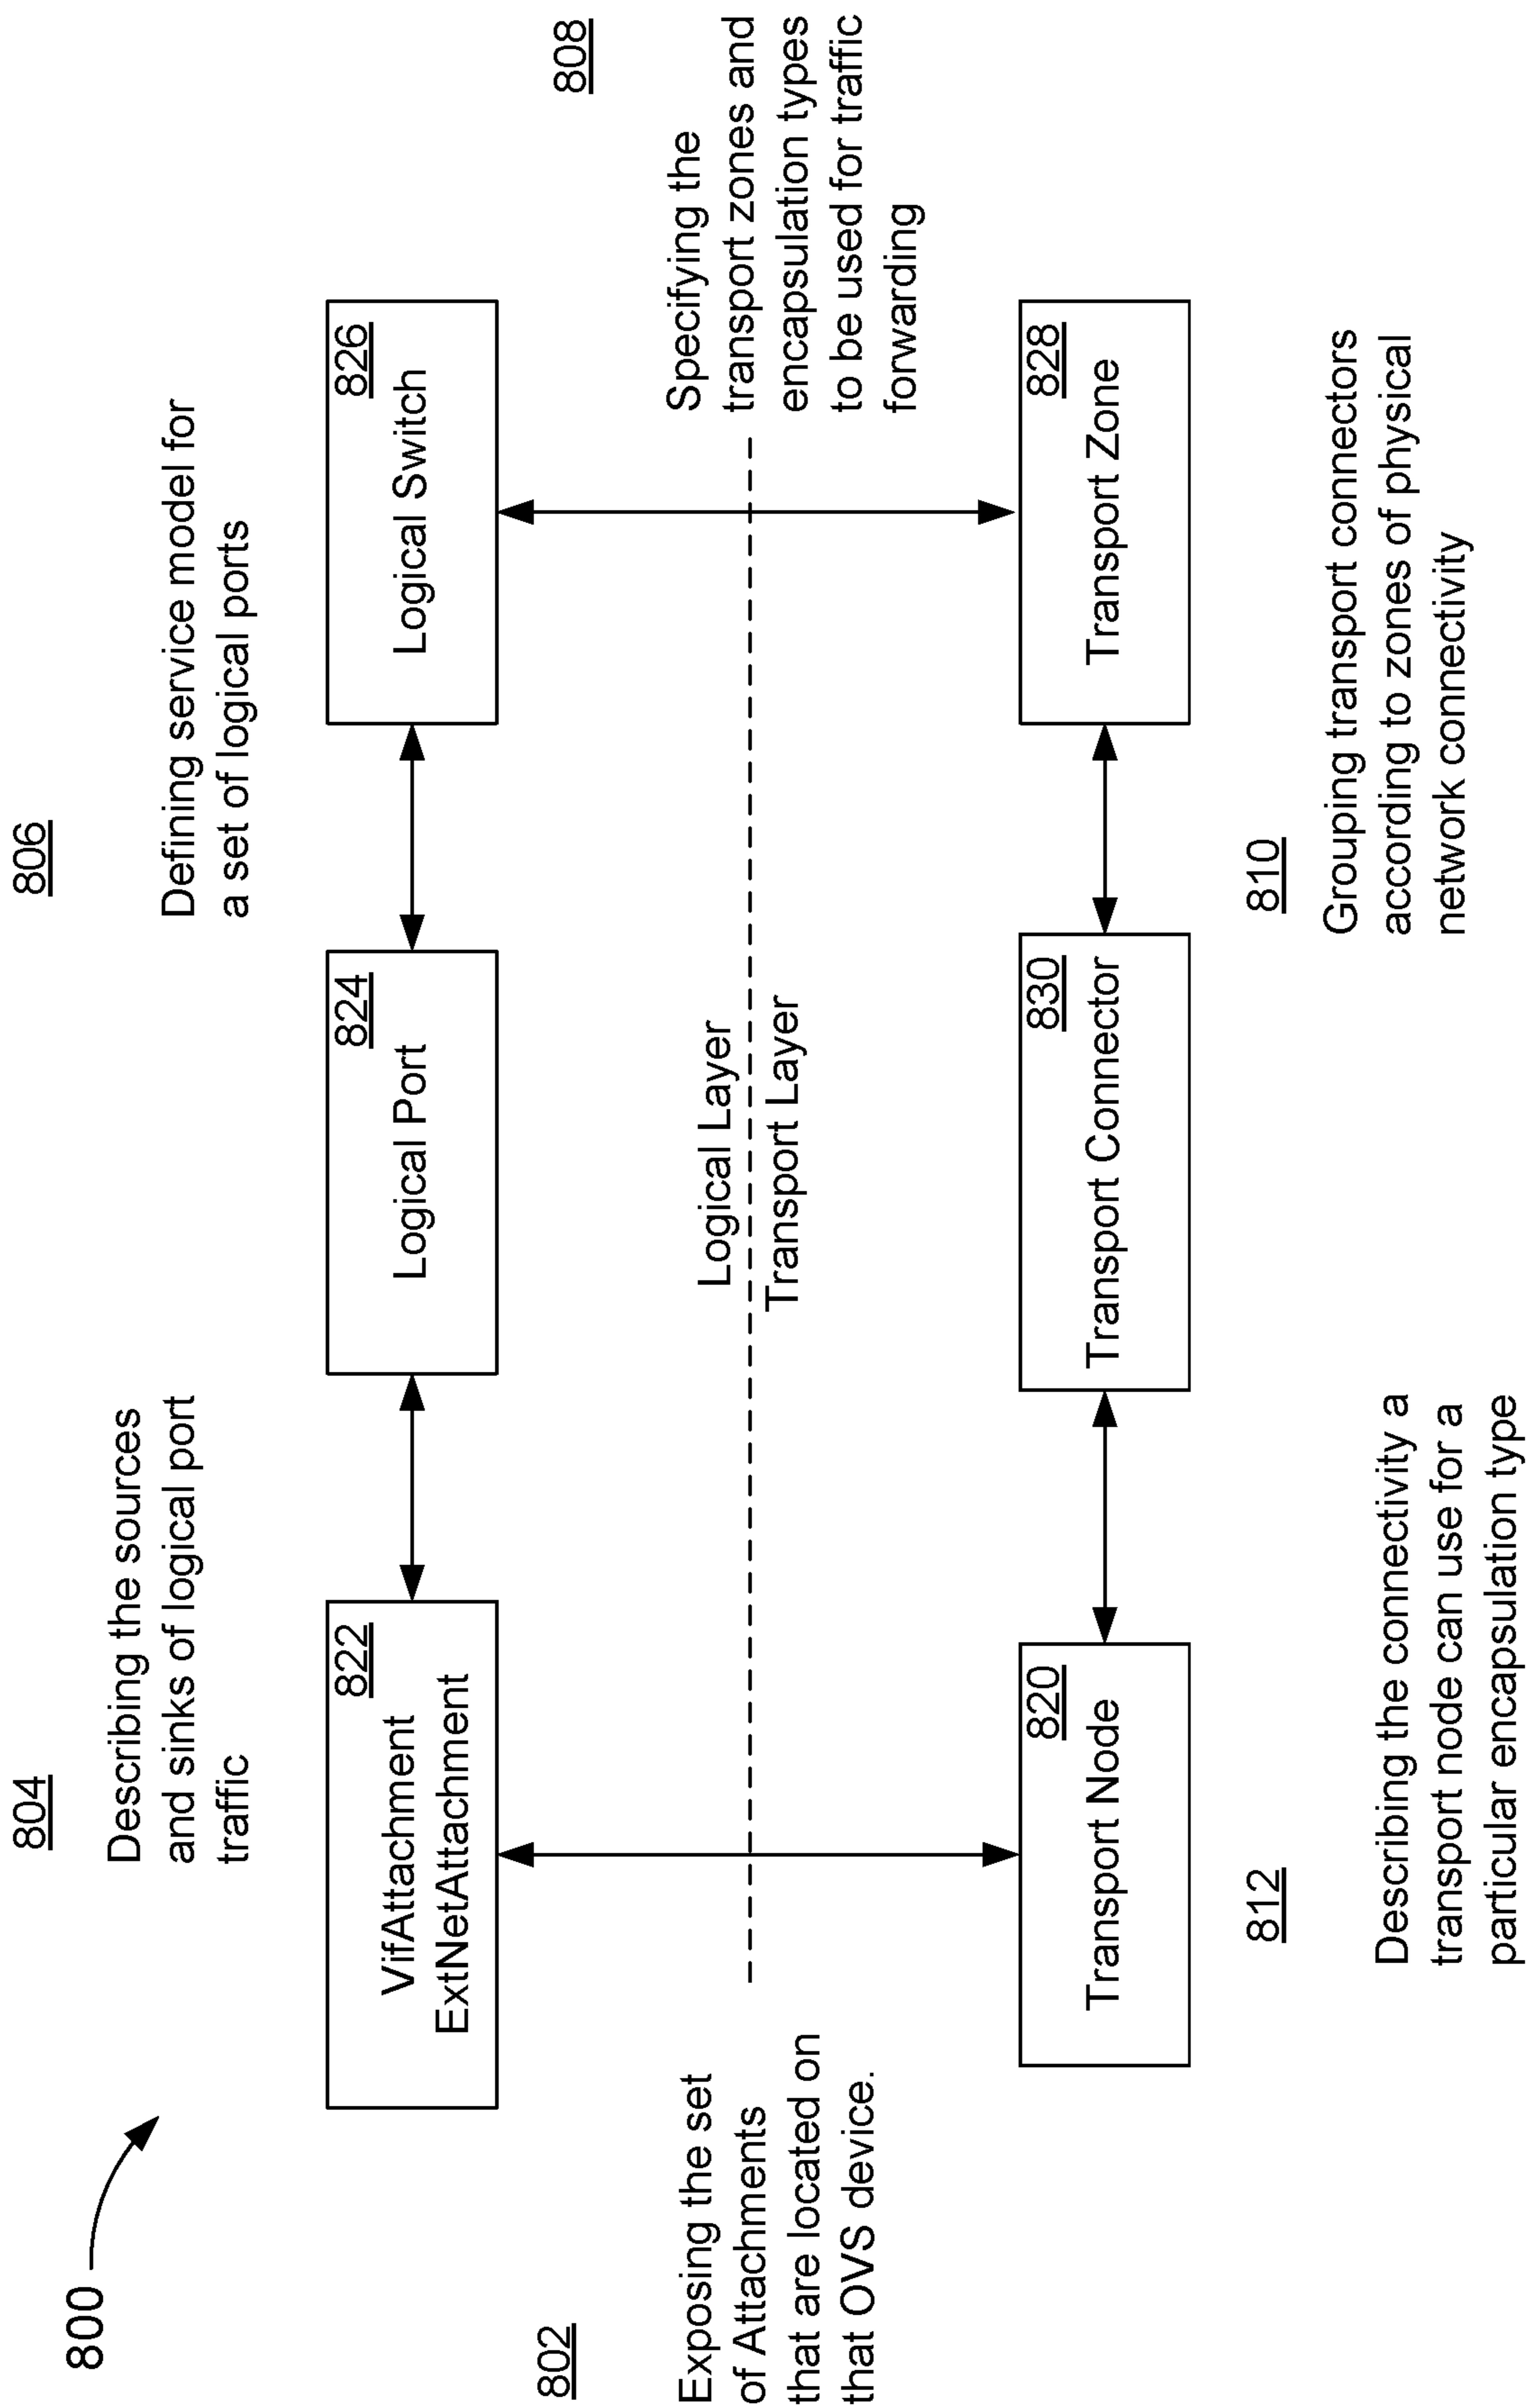 800
804
Describing the sources
and sinks of logical port
traffic
806
Defining service model for
a set of logical ports
822
VifAttachment
ExtNetAttachment
824
Logical Port
826
Logical Switch
802
Exposing the set
of Attachments
that are located on
that OVS device.
Logical Layer
Transport Layer
808
Specifying the
transport zones and
encapsulation types
to be used for traffic
forwarding
820
Transport Node
830
Transport Connector
828
Transport Zone
812
Describing the connectivity a
transport node can use for a
particular encapsulation type
810
Grouping transport connectors
according to zones of physical
network connectivity